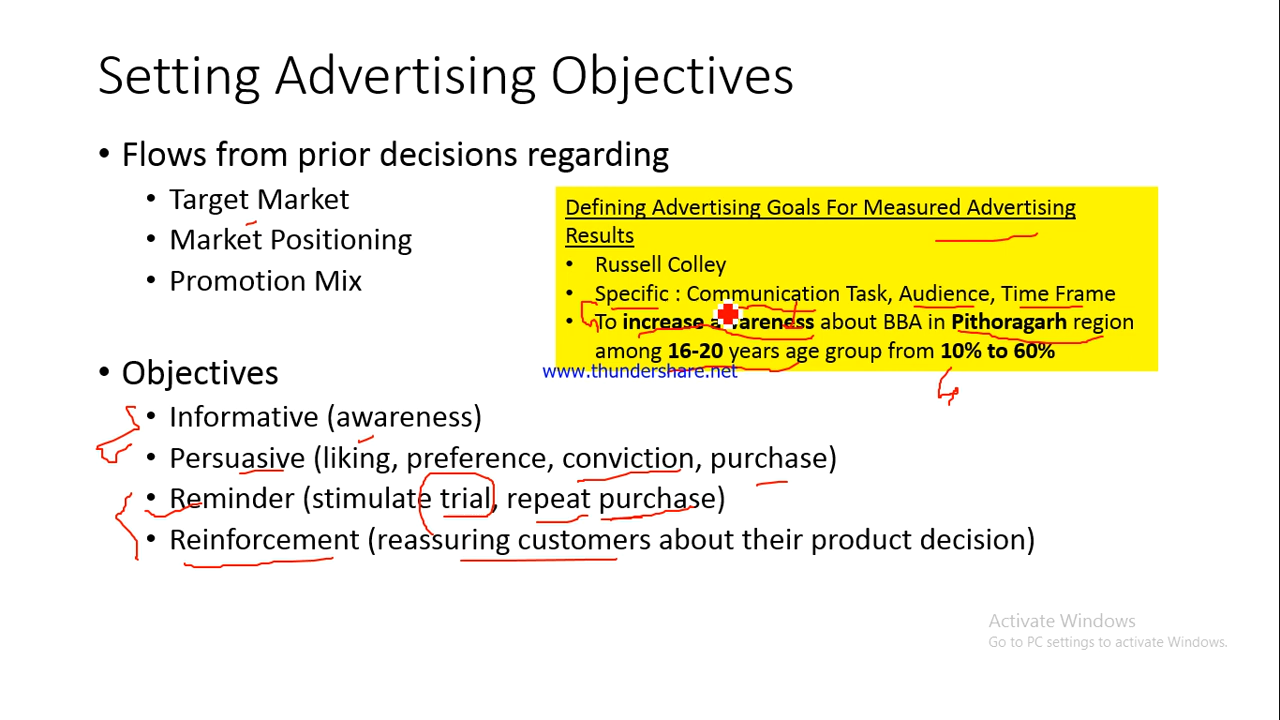 Setting Advertising Objectives
• Flows from prior decisions regarding
• Target Market
• Market Positioning
• Promotion Mix
Defining Advertising Goals For Measured Advertising
Results
• Russell Colley
• Specific : Communication Task, Audience, Time Frame
• To increase awareness about BBA in Pithoragarh region
among 16-20 years age group from 10% to 60%
www.thundershare.net
• Objectives
• Informative (awareness)
• Persuasive (liking, preference, conviction, purchase)
• Reminder (stimulate trial, repeat purchase)
• Reinforcement (reassuring customers about their product decision)
Activate Windows
Go to PC settings to activate Windows.